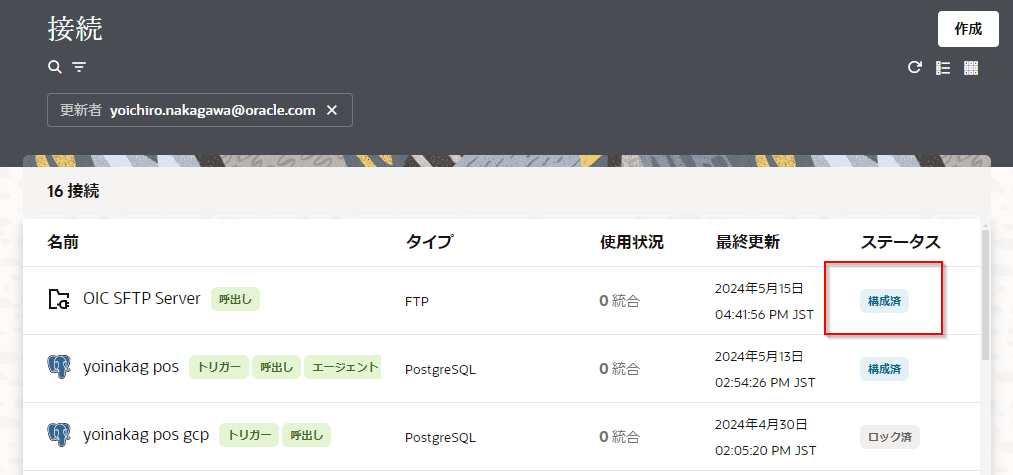 接続
作成
更新者 yoichiro.nakagawa@oracle.com ×
16 接続
名前 タイプ 使用状況 最終更新 ステータス
OIC SFTP Server 呼出し FTP 0 統合 2024年5月15日 構成済
04:41:56 PM JST
yoinakag pos トリガー 呼出し エージェント PostgreSQL 0 統合 2024年5月13日 構成済
02:54:26 PM JST
yoinakag pos gcp トリガー 呼出し PostgreSQL 0 統合 2024年4月30日 ロック済
02:05:20 PM JST